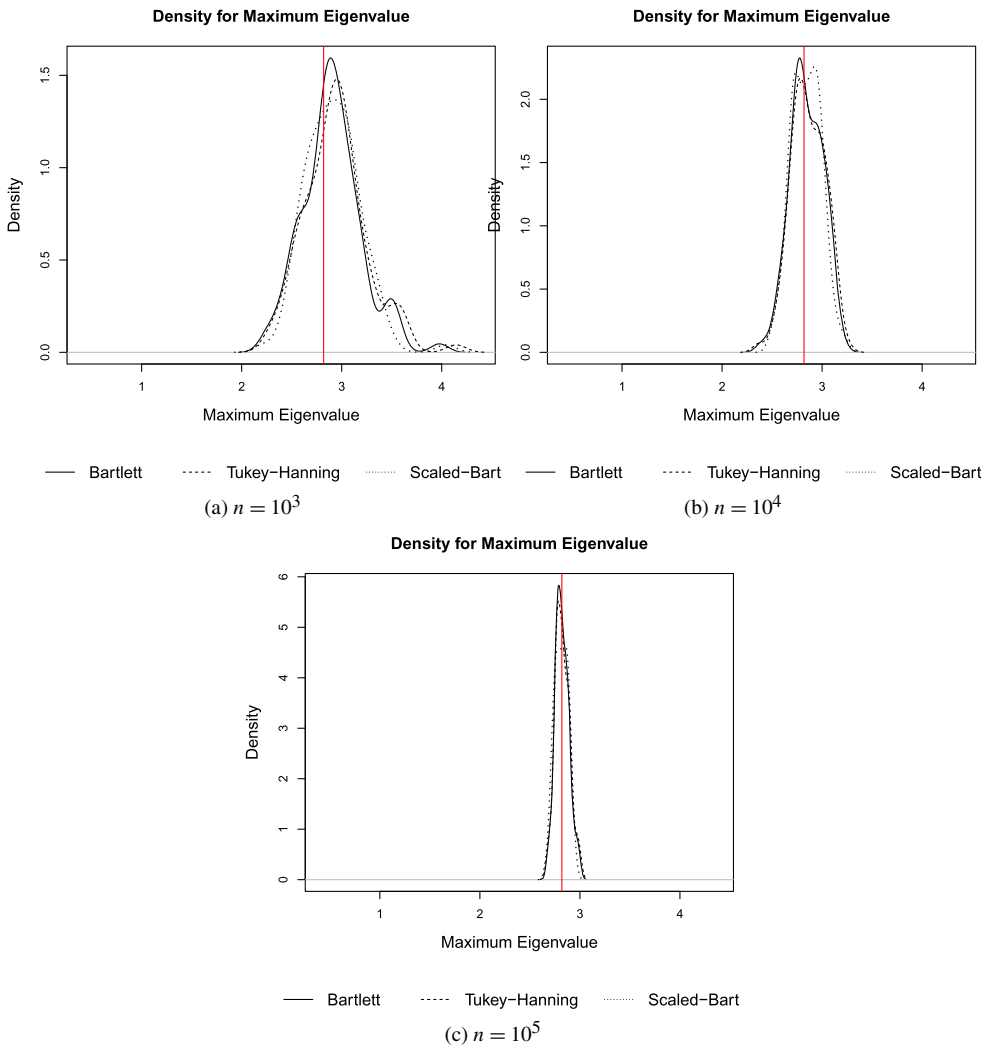 Density for Maximum Eigenvalue
Density
0.0 0.5 1.0 1.5
1 2 3 4
Maximum Eigenvalue
Bartlett Tukey−Hanning Scaled−Bart
(a) n = 10^3
Density for Maximum Eigenvalue
Density
0.0 0.5 1.0 1.5 2.0
1 2 3 4
Maximum Eigenvalue
Bartlett Tukey−Hanning Scaled−Bart
(b) n = 10^4
Density for Maximum Eigenvalue
Density
0 1 2 3 4 5 6
1 2 3 4
Maximum Eigenvalue
Bartlett Tukey−Hanning Scaled−Bart
(c) n = 10^5